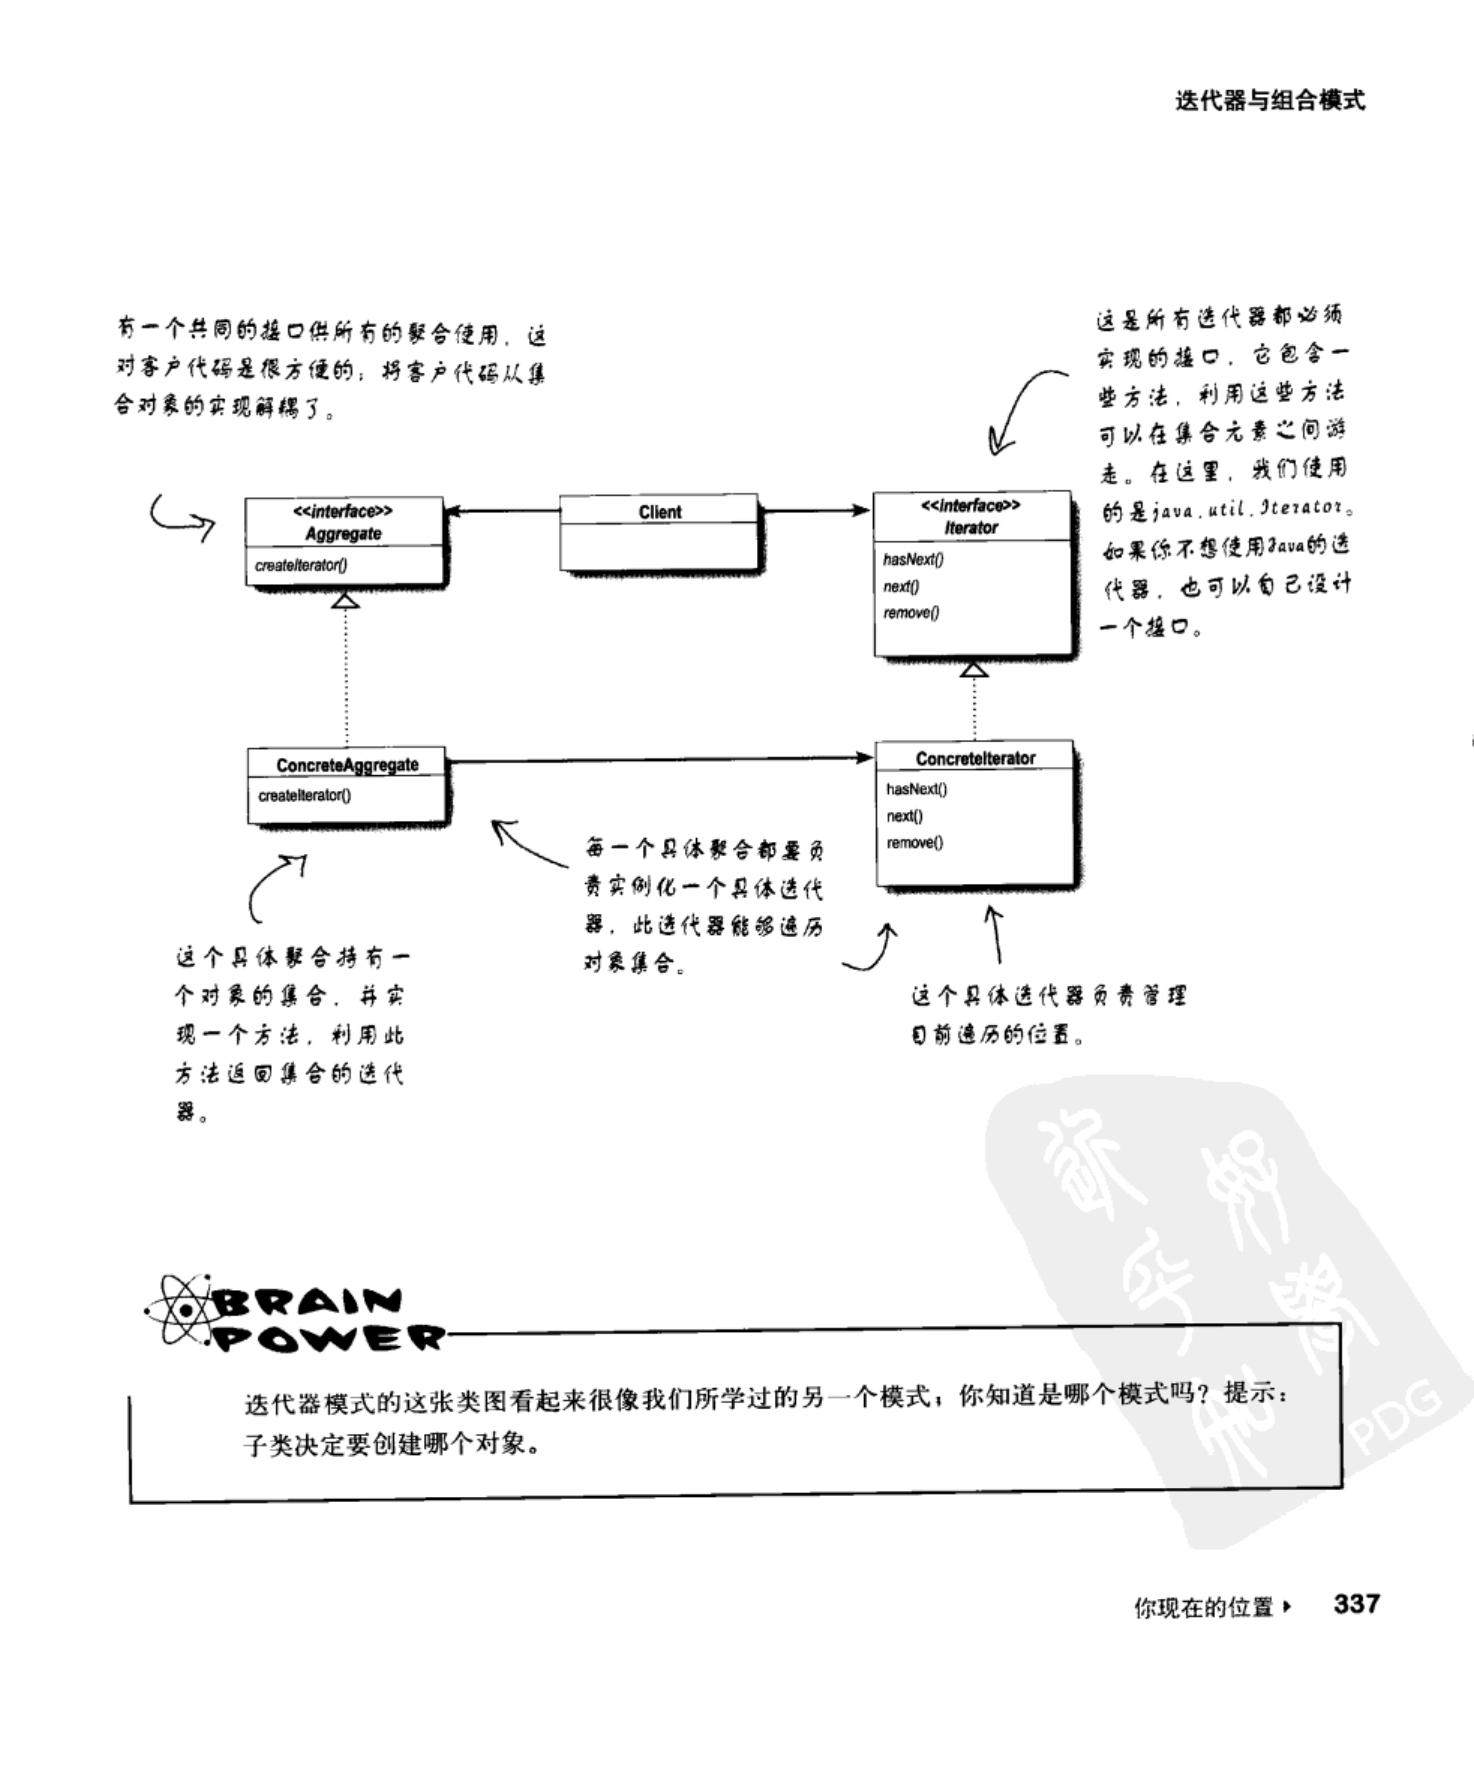 迭代器与组合模式
有一个共同的接口供所有的聚合使用，这
对客户代码是很方便的，将客户代码从集
合对象的实现解耦了。
这是所有迭代器都必须
实现的接口，它包含一
些方法，利用这些方法
可以在集合元素之间游
走。在这里，我们使用
的是java.util.Iterator。
如果你不想使用Java的迭
代器，也可以自己设计
一个接口。
<<interface>>
Aggregate
createIterator()
Client
<<interface>>
Iterator
hasNext()
next()
remove()
ConcreteAggregate
createIterator()
ConcreteIterator
hasNext()
next()
remove()
每一个具体聚合都要负
责实例化一个具体迭代
器，此迭代器能够遍历
对象集合。
这个具体聚合持有一
个对象的集合，并实
现一个方法，利用此
方法返回集合的迭代
器。
这个具体迭代器负责管理
目前遍历的位置。
BRAIN
POWER
迭代器模式的这张类图看起来很像我们所学过的另一个模式；你知道是哪个模式吗？提示：
子类决定要创建哪个对象。
PDG
你现在的位置 337